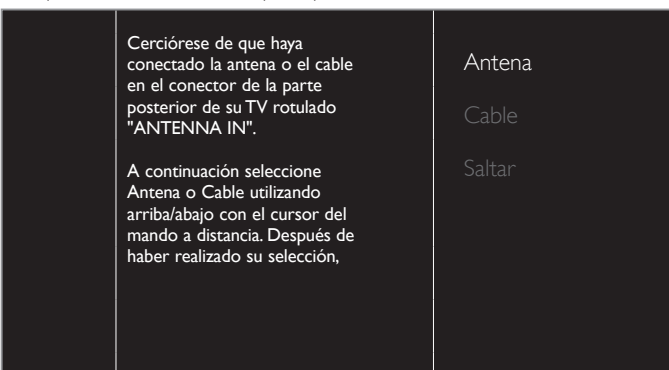 Cerciórese de que haya
conectado la antena o el cable
en el conector de la parte
posterior de su TV rotulado
"ANTENNA IN".
A continuación seleccione
Antena o Cable utilizando
arriba/abajo con el cursor del
mando a distancia. Después de
haber realizado su selección,
Antena
Cable
Saltar